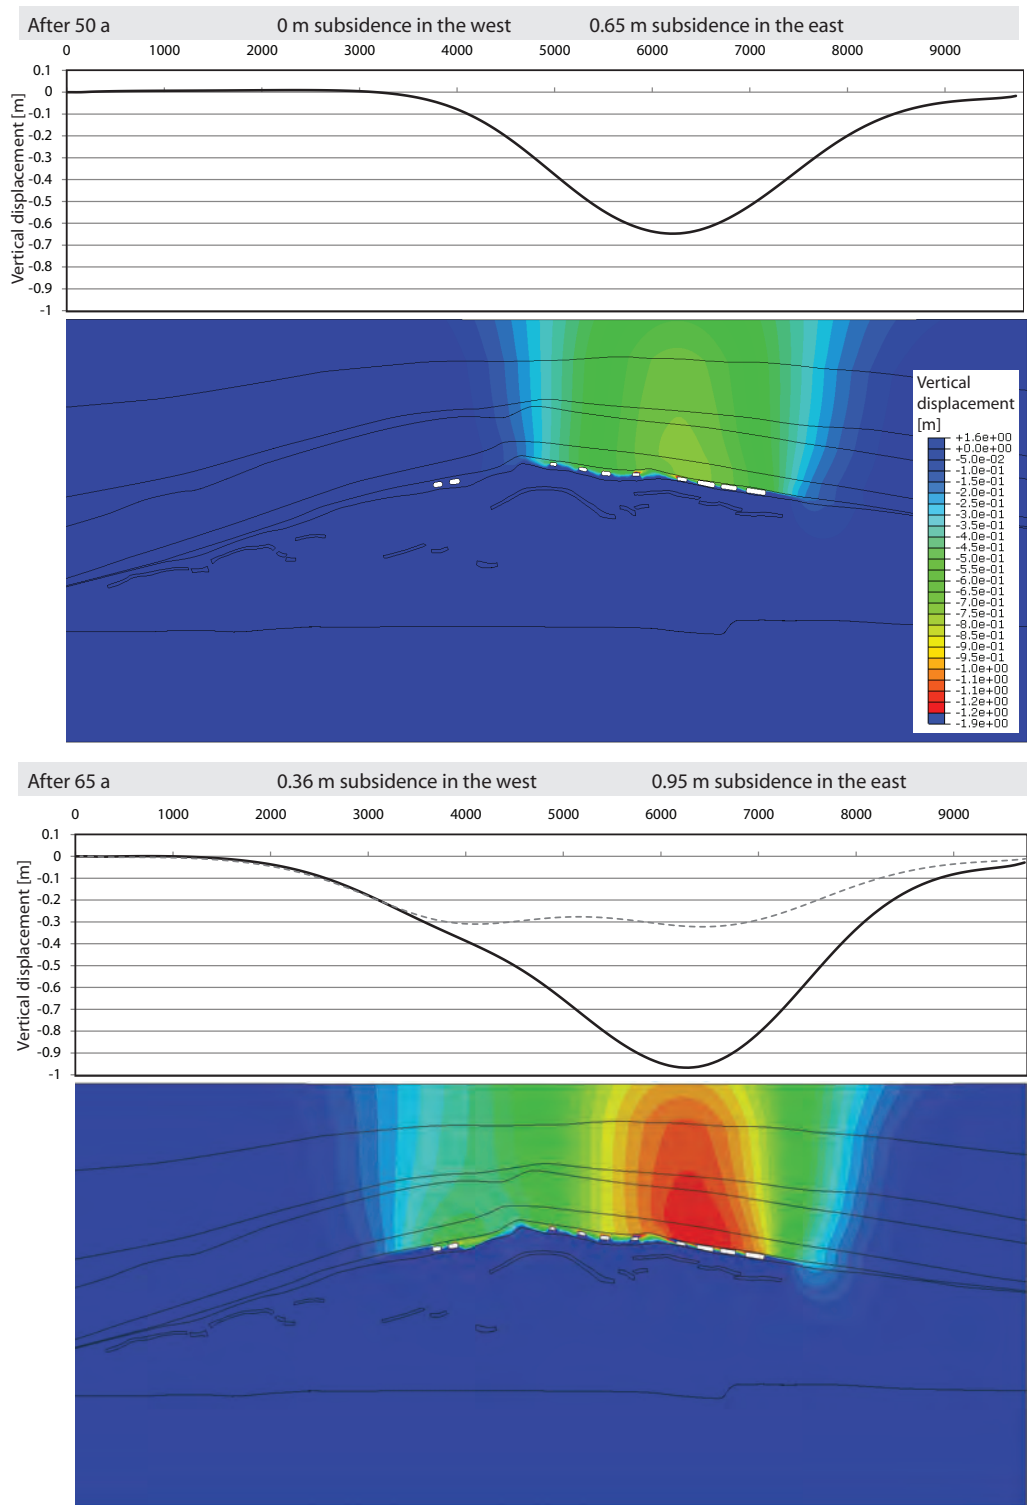 After 50 a 0 m subsidence in the west 0.65 m subsidence in the east
0 1000 2000 3000 4000 5000 6000 7000 8000 9000
Vertical displacement [m]
0.1
0
-0.1
-0.2
-0.3
-0.4
-0.5
-0.6
-0.7
-0.8
-0.9
-1
Vertical
displacement
[m]
+1.6e+00
+0.0e+00
-5.0e-02
-1.0e-01
-1.5e-01
-2.0e-01
-2.5e-01
-3.0e-01
-3.5e-01
-4.0e-01
-4.5e-01
-5.0e-01
-5.5e-01
-6.0e-01
-6.5e-01
-7.0e-01
-7.5e-01
-8.0e-01
-8.5e-01
-9.0e-01
-9.5e-01
-1.0e+00
-1.1e+00
-1.1e+00
-1.2e+00
-1.2e+00
-1.9e+00
After 65 a 0.36 m subsidence in the west 0.95 m subsidence in the east
0 1000 2000 3000 4000 5000 6000 7000 8000 9000
Vertical displacement [m]
0.1
0
-0.1
-0.2
-0.3
-0.4
-0.5
-0.6
-0.7
-0.8
-0.9
-1